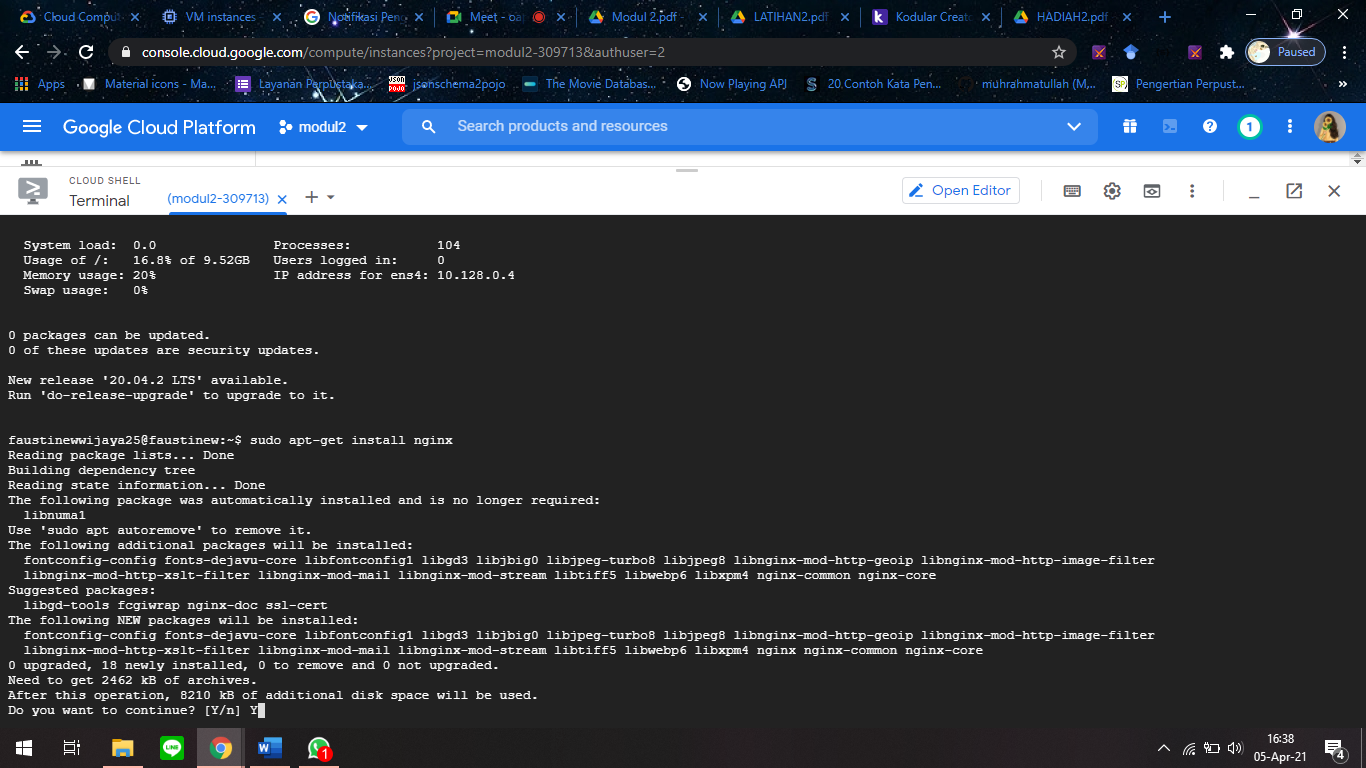 Cloud Comput
VM instances
Notifikasi Pen
Meet - oa
Modul 2.pdf
LATIHAN2.pdf
Kodular Creato
HADIAH2.pdf
console.cloud.google.com/compute/instances?project=modul2-309713&authuser=2
Paused
Apps
Material icons - Ma...
Layanan Perpustaka...
JSON
POJO
jsonschema2pojo
The Movie Databas...
Now Playing APJ
20 Contoh Kata Pen...
muhrahmatullah (M,...
SP
Pengertian Perpust...
Google Cloud Platform
modul2
Search products and resources
1
CLOUD SHELL
Terminal
(modul2-309713)
Open Editor
System load: 0.0 Processes: 104
Usage of /: 16.8% of 9.52GB Users logged in: 0
Memory usage: 20% IP address for ens4: 10.128.0.4
Swap usage: 0%
0 packages can be updated.
0 of these updates are security updates.
New release '20.04.2 LTS' available.
Run 'do-release-upgrade' to upgrade to it.
faustinewwijaya25@faustinew:~$ sudo apt-get install nginx
Reading package lists... Done
Building dependency tree
Reading state information... Done
The following package was automatically installed and is no longer required:
libnuma1
Use 'sudo apt autoremove' to remove it.
The following additional packages will be installed:
fontconfig-config fonts-dejavu-core libfontconfig1 libgd3 libjbig0 libjpeg-turbo8 libjpeg8 libnginx-mod-http-geoip libnginx-mod-http-image-filter
libnginx-mod-http-xslt-filter libnginx-mod-mail libnginx-mod-stream libtiff5 libwebp6 libxpm4 nginx-common nginx-core
Suggested packages:
libgd-tools fcgiwrap nginx-doc ssl-cert
The following NEW packages will be installed:
fontconfig-config fonts-dejavu-core libfontconfig1 libgd3 libjbig0 libjpeg-turbo8 libjpeg8 libnginx-mod-http-geoip libnginx-mod-http-image-filter
libnginx-mod-http-xslt-filter libnginx-mod-mail libnginx-mod-stream libtiff5 libwebp6 libxpm4 nginx nginx-common nginx-core
0 upgraded, 18 newly installed, 0 to remove and 0 not upgraded.
Need to get 2462 kB of archives.
After this operation, 8210 kB of additional disk space will be used.
Do you want to continue? [Y/n] Y
LINE
1
16:38
05-Apr-21
4